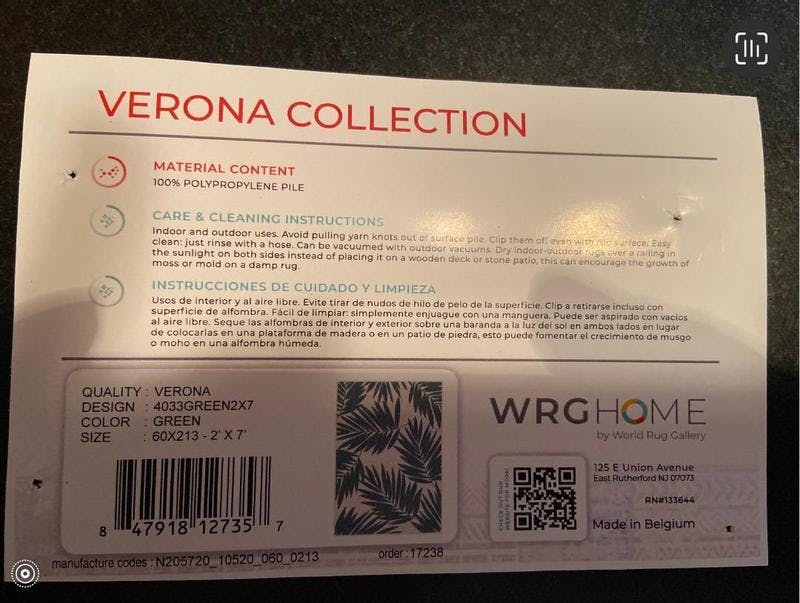 VERONA COLLECTION
MATERIAL CONTENT
100% POLYPROPYLENE PILE
CARE & CLEANING INSTRUCTIONS
Indoor and outdoor uses. Avoid pulling yarn knots out of surface pile. Clip them off even with rug surface. Easy
clean: just rinse with a hose. Can be vacuumed with outdoor vacuums. Dry indoor-outdoor rugs over a railing in
the sunlight on both sides instead of placing it on a wooden deck or stone patio, this can encourage the growth of
moss or mold on a damp rug.
INSTRUCCIONES DE CUIDADO Y LIMPIEZA
Usos de interior y al aire libre. Evite tirar de nudos de hilo de pelo de la superficie. Clip a retirarse incluso con
superficie de alfombra. Fácil de limpiar: simplemente enjuague con una manguera. Puede ser aspirado con vacíos
al aire libre. Seque las alfombras de interior y exterior sobre una baranda a la luz del sol en ambos lados en lugar
de colocarlas en una plataforma de madera o en un patio de piedra, esto puede fomentar el crecimiento de musgo
o moho en una alfombra húmeda.
QUALITY : VERONA
DESIGN : 4033GREEN2X7
COLOR : GREEN
SIZE : 60X213 - 2' X 7'
8 47918 12735 7
manufacture codes : N205720_10520_060_0213
order :17238
WRGHOME
by World Rug Gallery
CHECK OUT OUR
WEBSITE FOR MORE!
125 E Union Avenue
East Rutherford NJ 07073
RN#133644
Made in Belgium